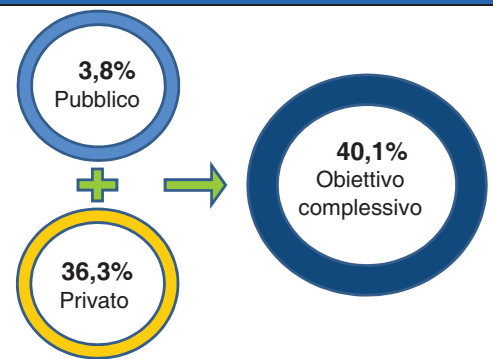 3,8%
Pubblico
36,3%
Privato
40,1%
Obiettivo
complessivo